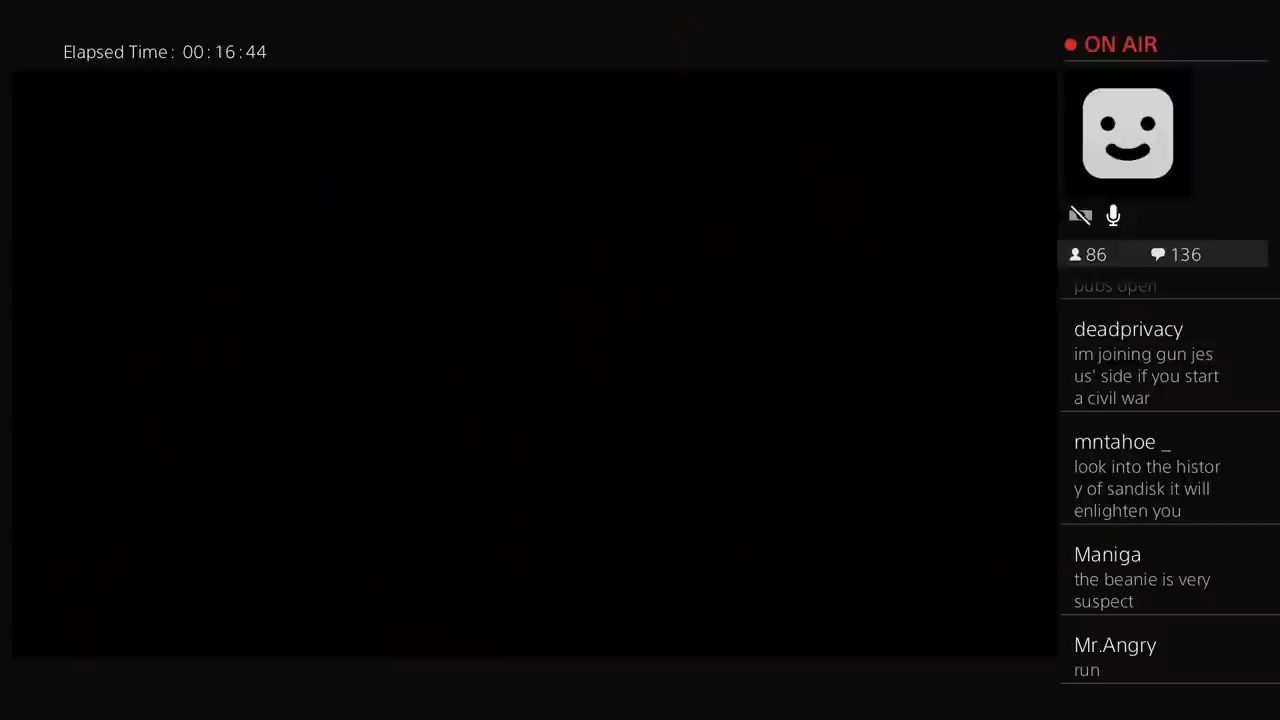 Elapsed Time: 00:16:44
ON AIR
86 136
pubs open
deadprivacy
im joining gun jes
us' side if you start
a civil war
mntahoe _
look into the histor
y of sandisk it will
enlighten you
Maniga
the beanie is very
suspect
Mr.Angry
run